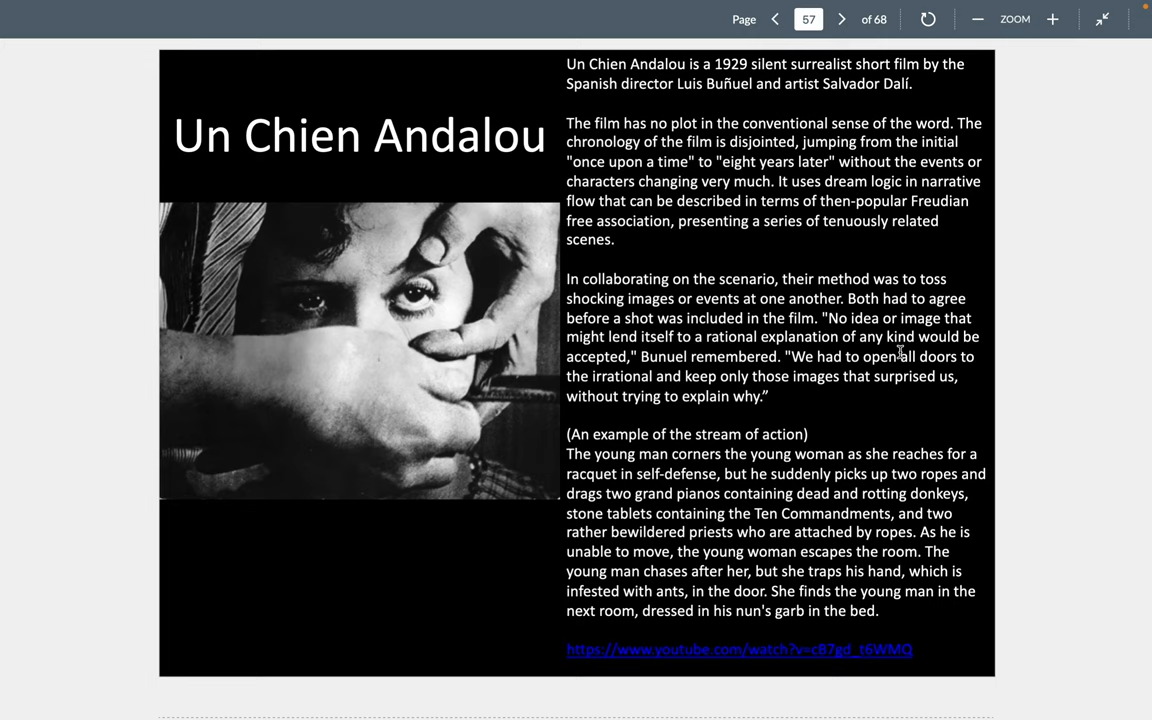 Page 57 of 68 ZOOM
Un Chien Andalou
Un Chien Andalou is a 1929 silent surrealist short film by the
Spanish director Luis Buñuel and artist Salvador Dalí.
The film has no plot in the conventional sense of the word. The
chronology of the film is disjointed, jumping from the initial
"once upon a time" to "eight years later" without the events or
characters changing very much. It uses dream logic in narrative
flow that can be described in terms of then-popular Freudian
free association, presenting a series of tenuously related
scenes.
In collaborating on the scenario, their method was to toss
shocking images or events at one another. Both had to agree
before a shot was included in the film. "No idea or image that
might lend itself to a rational explanation of any kind would be
accepted," Bunuel remembered. "We had to open all doors to
the irrational and keep only those images that surprised us,
without trying to explain why.”
(An example of the stream of action)
The young man corners the young woman as she reaches for a
racquet in self-defense, but he suddenly picks up two ropes and
drags two grand pianos containing dead and rotting donkeys,
stone tablets containing the Ten Commandments, and two
rather bewildered priests who are attached by ropes. As he is
unable to move, the young woman escapes the room. The
young man chases after her, but she traps his hand, which is
infested with ants, in the door. She finds the young man in the
next room, dressed in his nun's garb in the bed.
https://www.youtube.com/watch?v=cB7gd_t6WMQ